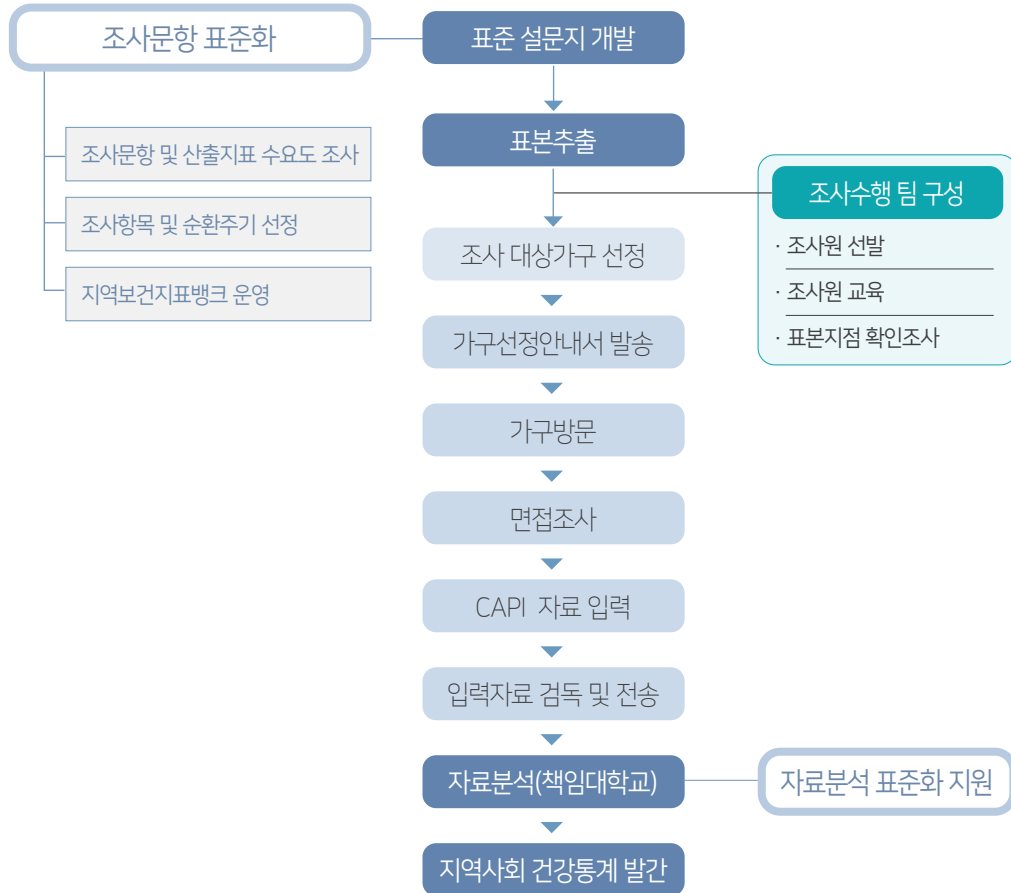 조사문항 표준화
표준 설문지 개발
조사문항 및 산출지표 수요도 조사
조사항목 및 순환주기 선정
지역보건지표뱅크 운영
표본추출
조사수행 팀 구성
· 조사원 선발
· 조사원 교육
· 표본지점 확인조사
조사 대상가구 선정
가구선정안내서 발송
가구방문
면접조사
CAPI 자료 입력
입력자료 검독 및 전송
자료분석(책임대학교)
자료분석 표준화 지원
지역사회 건강통계 발간